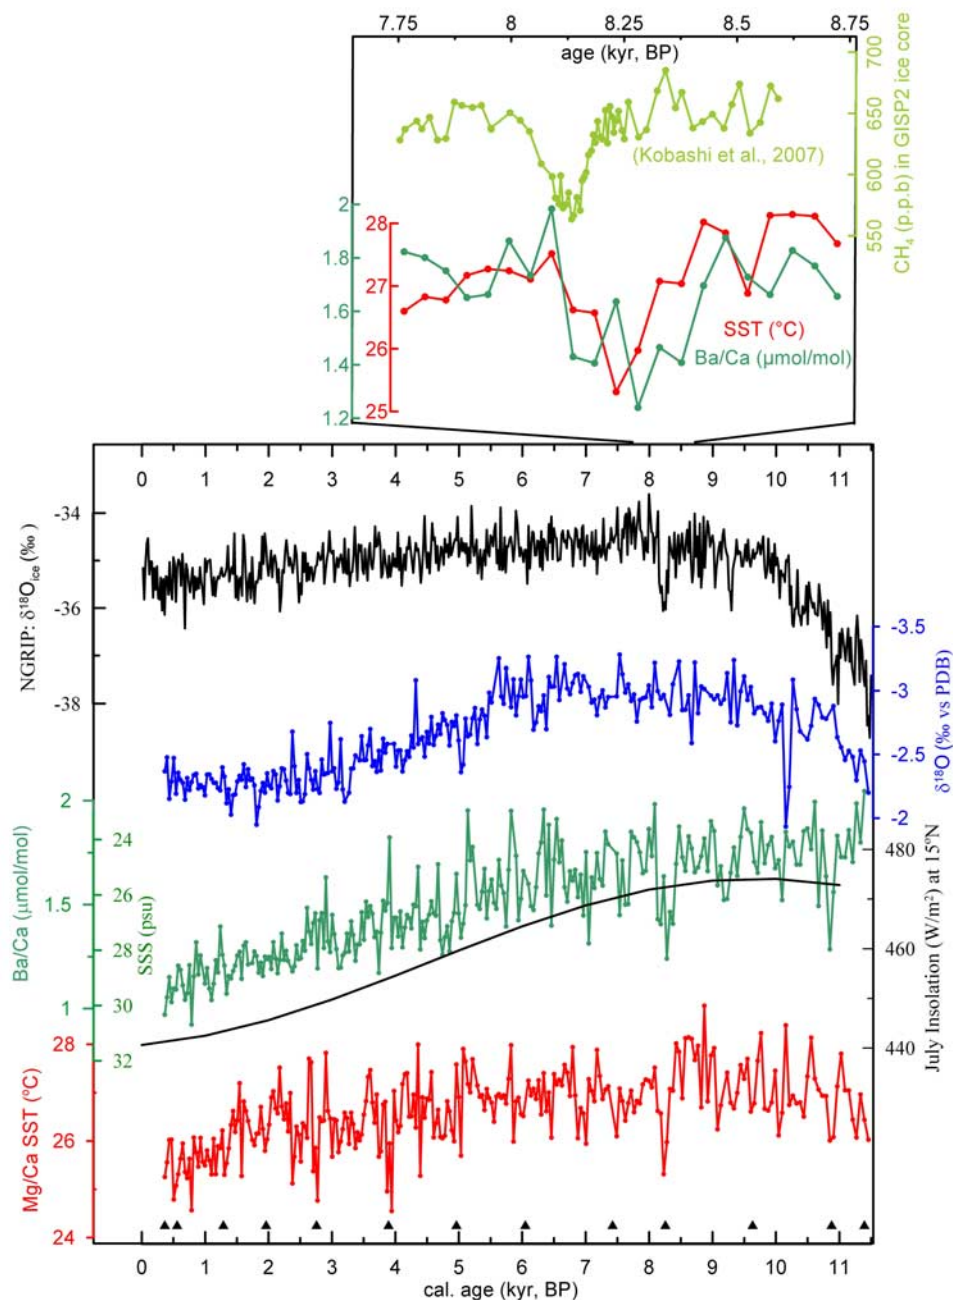 7.75 8 8.25 8.5 8.75
age (kyr, BP)
700
650
600
550
CH4 (p.p.b) in GISP2 ice core
(Kobashi et al., 2007)
2
1.8
1.6
1.4
1.2
28
27
26
25
SST (°C)
Ba/Ca (µmol/mol)
0 1 2 3 4 5 6 7 8 9 10 11
-34
-36
-38
NGRIP: δ18Oice (‰)
-3.5
-3
-2.5
-2
δ18O (‰ vs PDB)
2
1.5
1
Ba/Ca (µmol/mol)
24
26
28
30
32
SSS (psu)
480
460
440
July Insolation (W/m2) at 15°N
28
26
24
Mg/Ca SST (°C)
0 1 2 3 4 5 6 7 8 9 10 11
cal. age (kyr, BP)